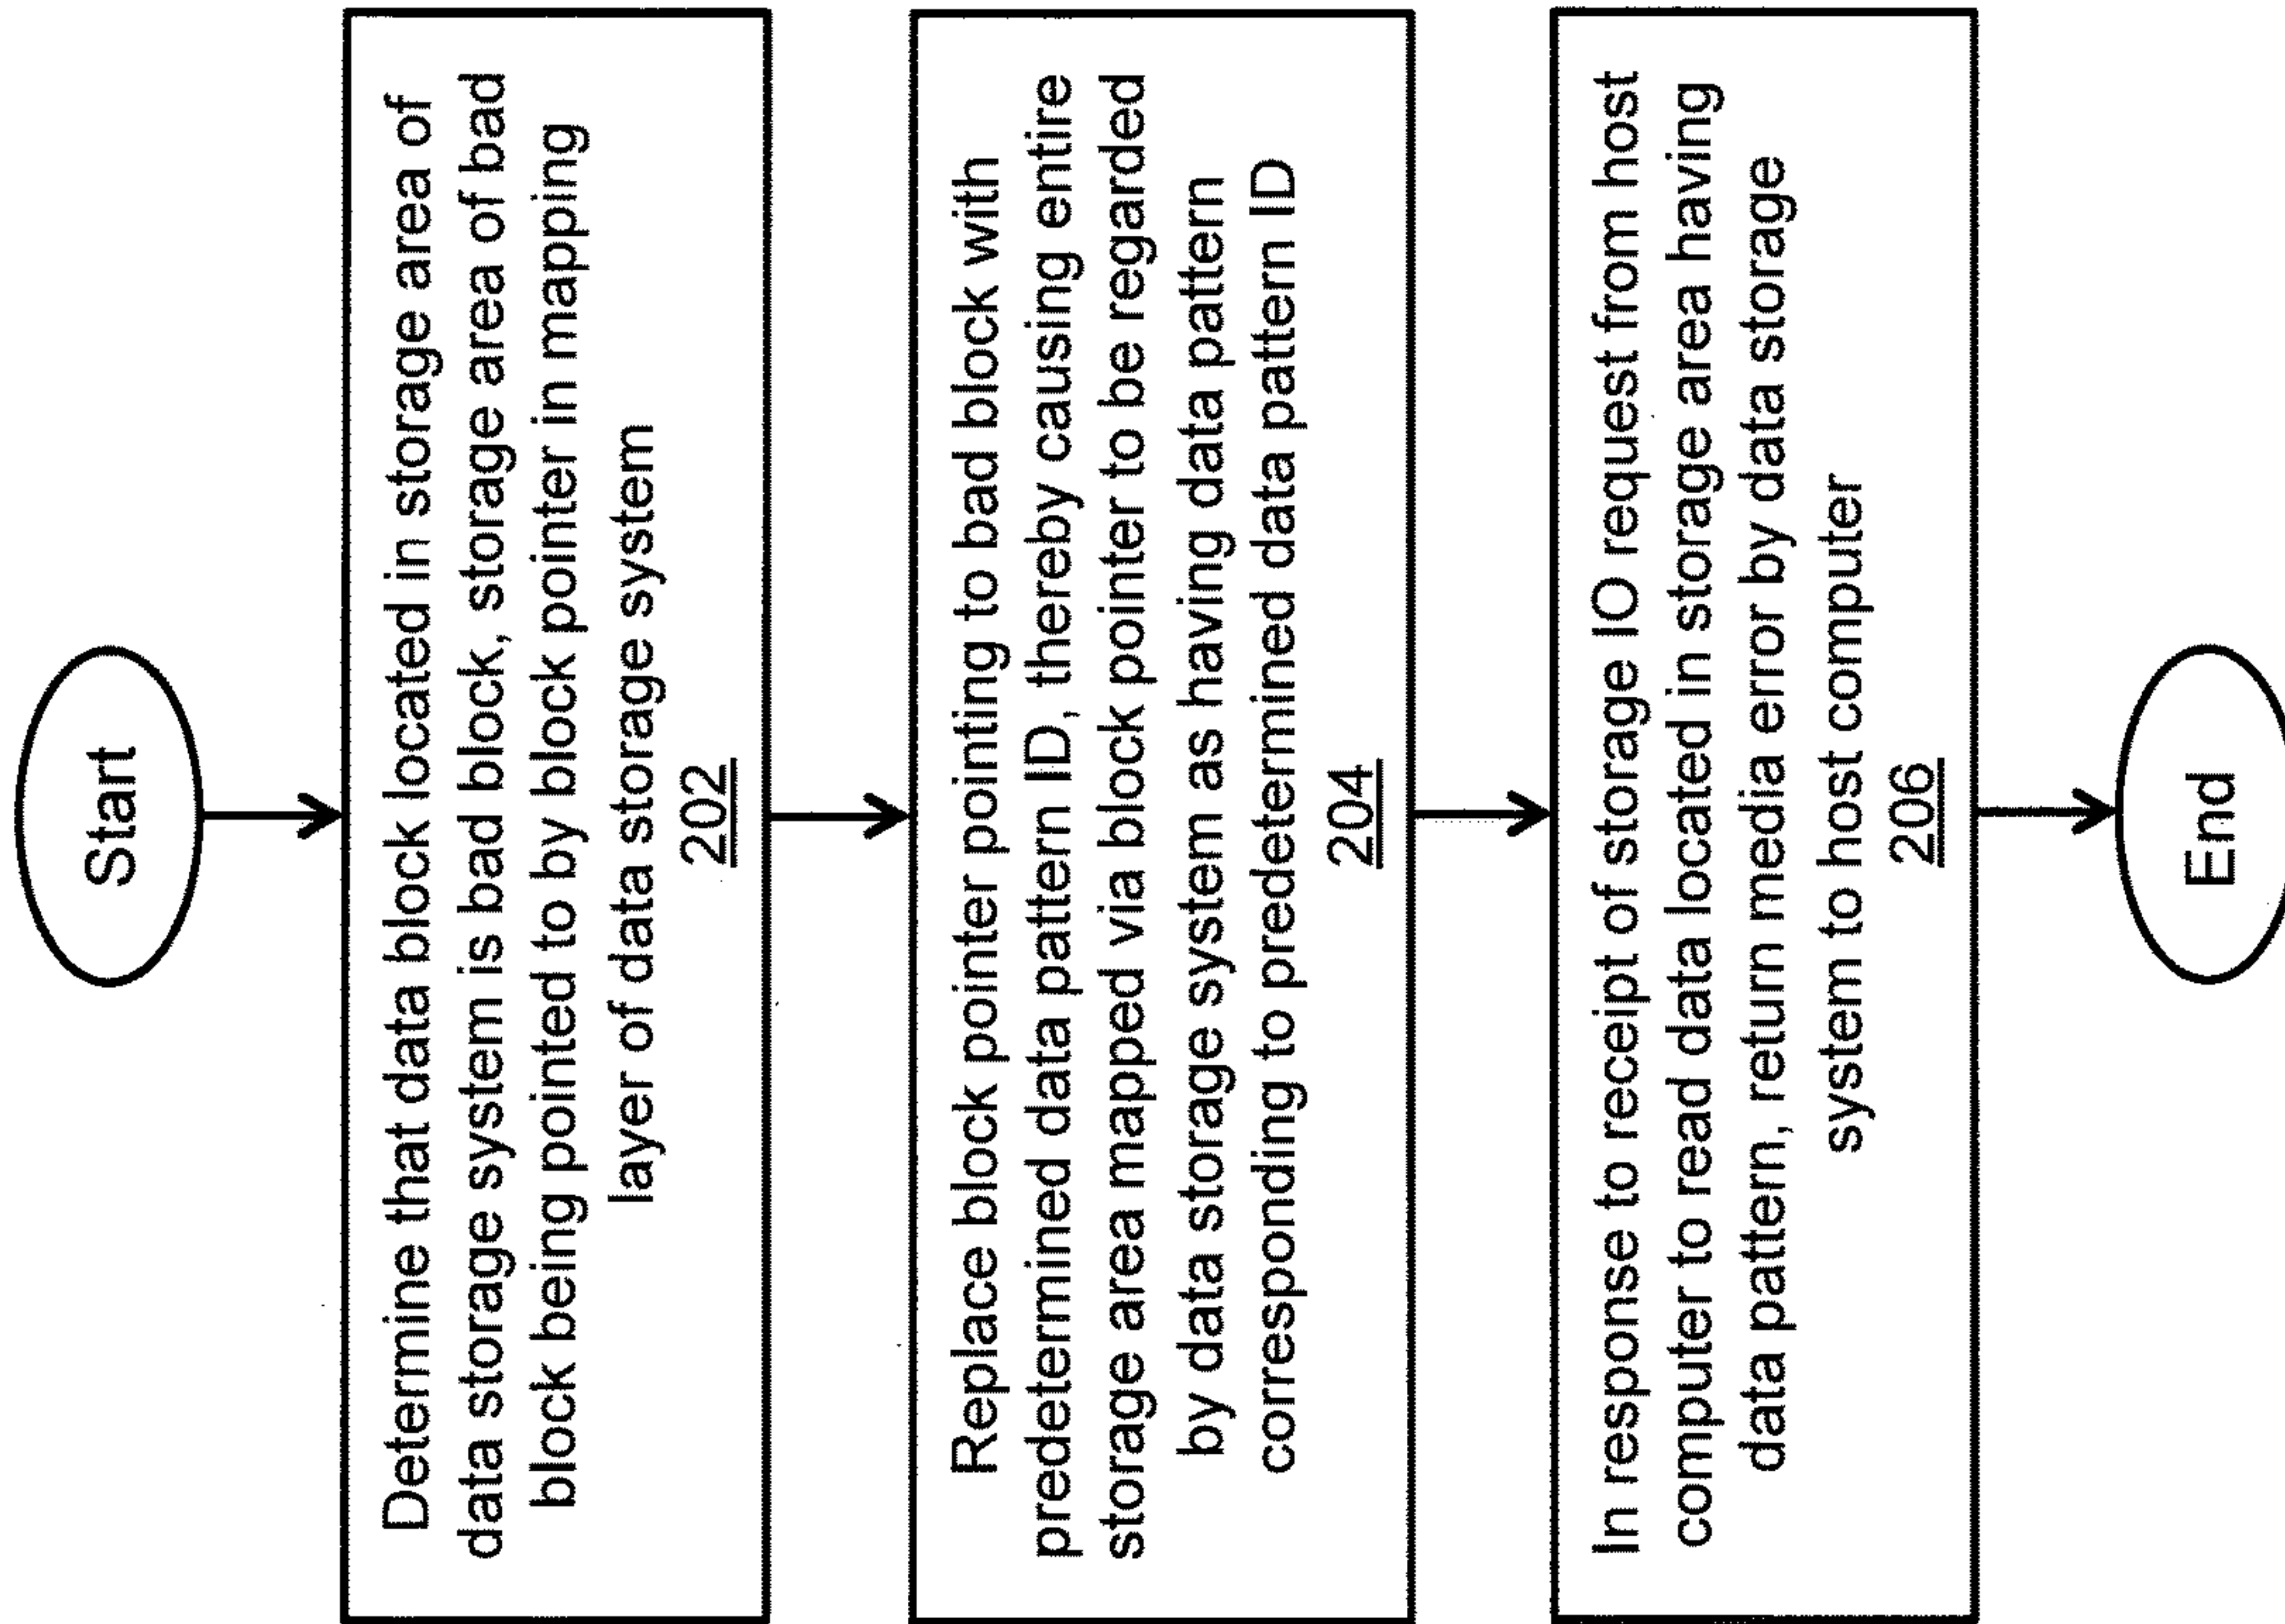 Start
Determine that data block located in storage area of
data storage system is bad block, storage area of bad
block being pointed to by block pointer in mapping
layer of data storage system
202
Replace block pointer pointing to bad block with
predetermined data pattern ID, thereby causing entire
storage area mapped via block pointer to be regarded
by data storage system as having data pattern
corresponding to predetermined data pattern ID
204
In response to receipt of storage IO request from host
computer to read data located in storage area having
data pattern, return media error by data storage
system to host computer
206
End